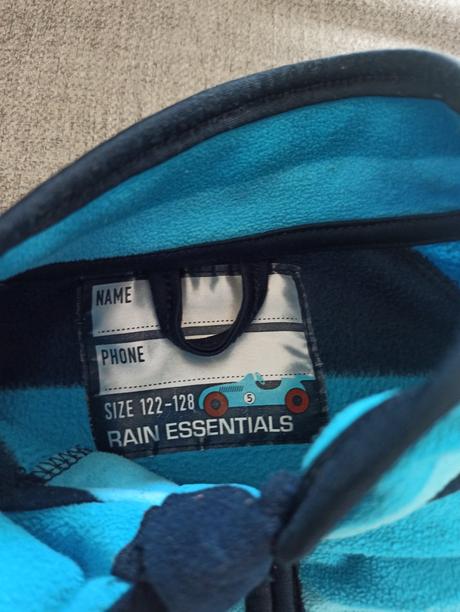 NAME
PHONE
SIZE 122-128
5
RAIN ESSENTIALS